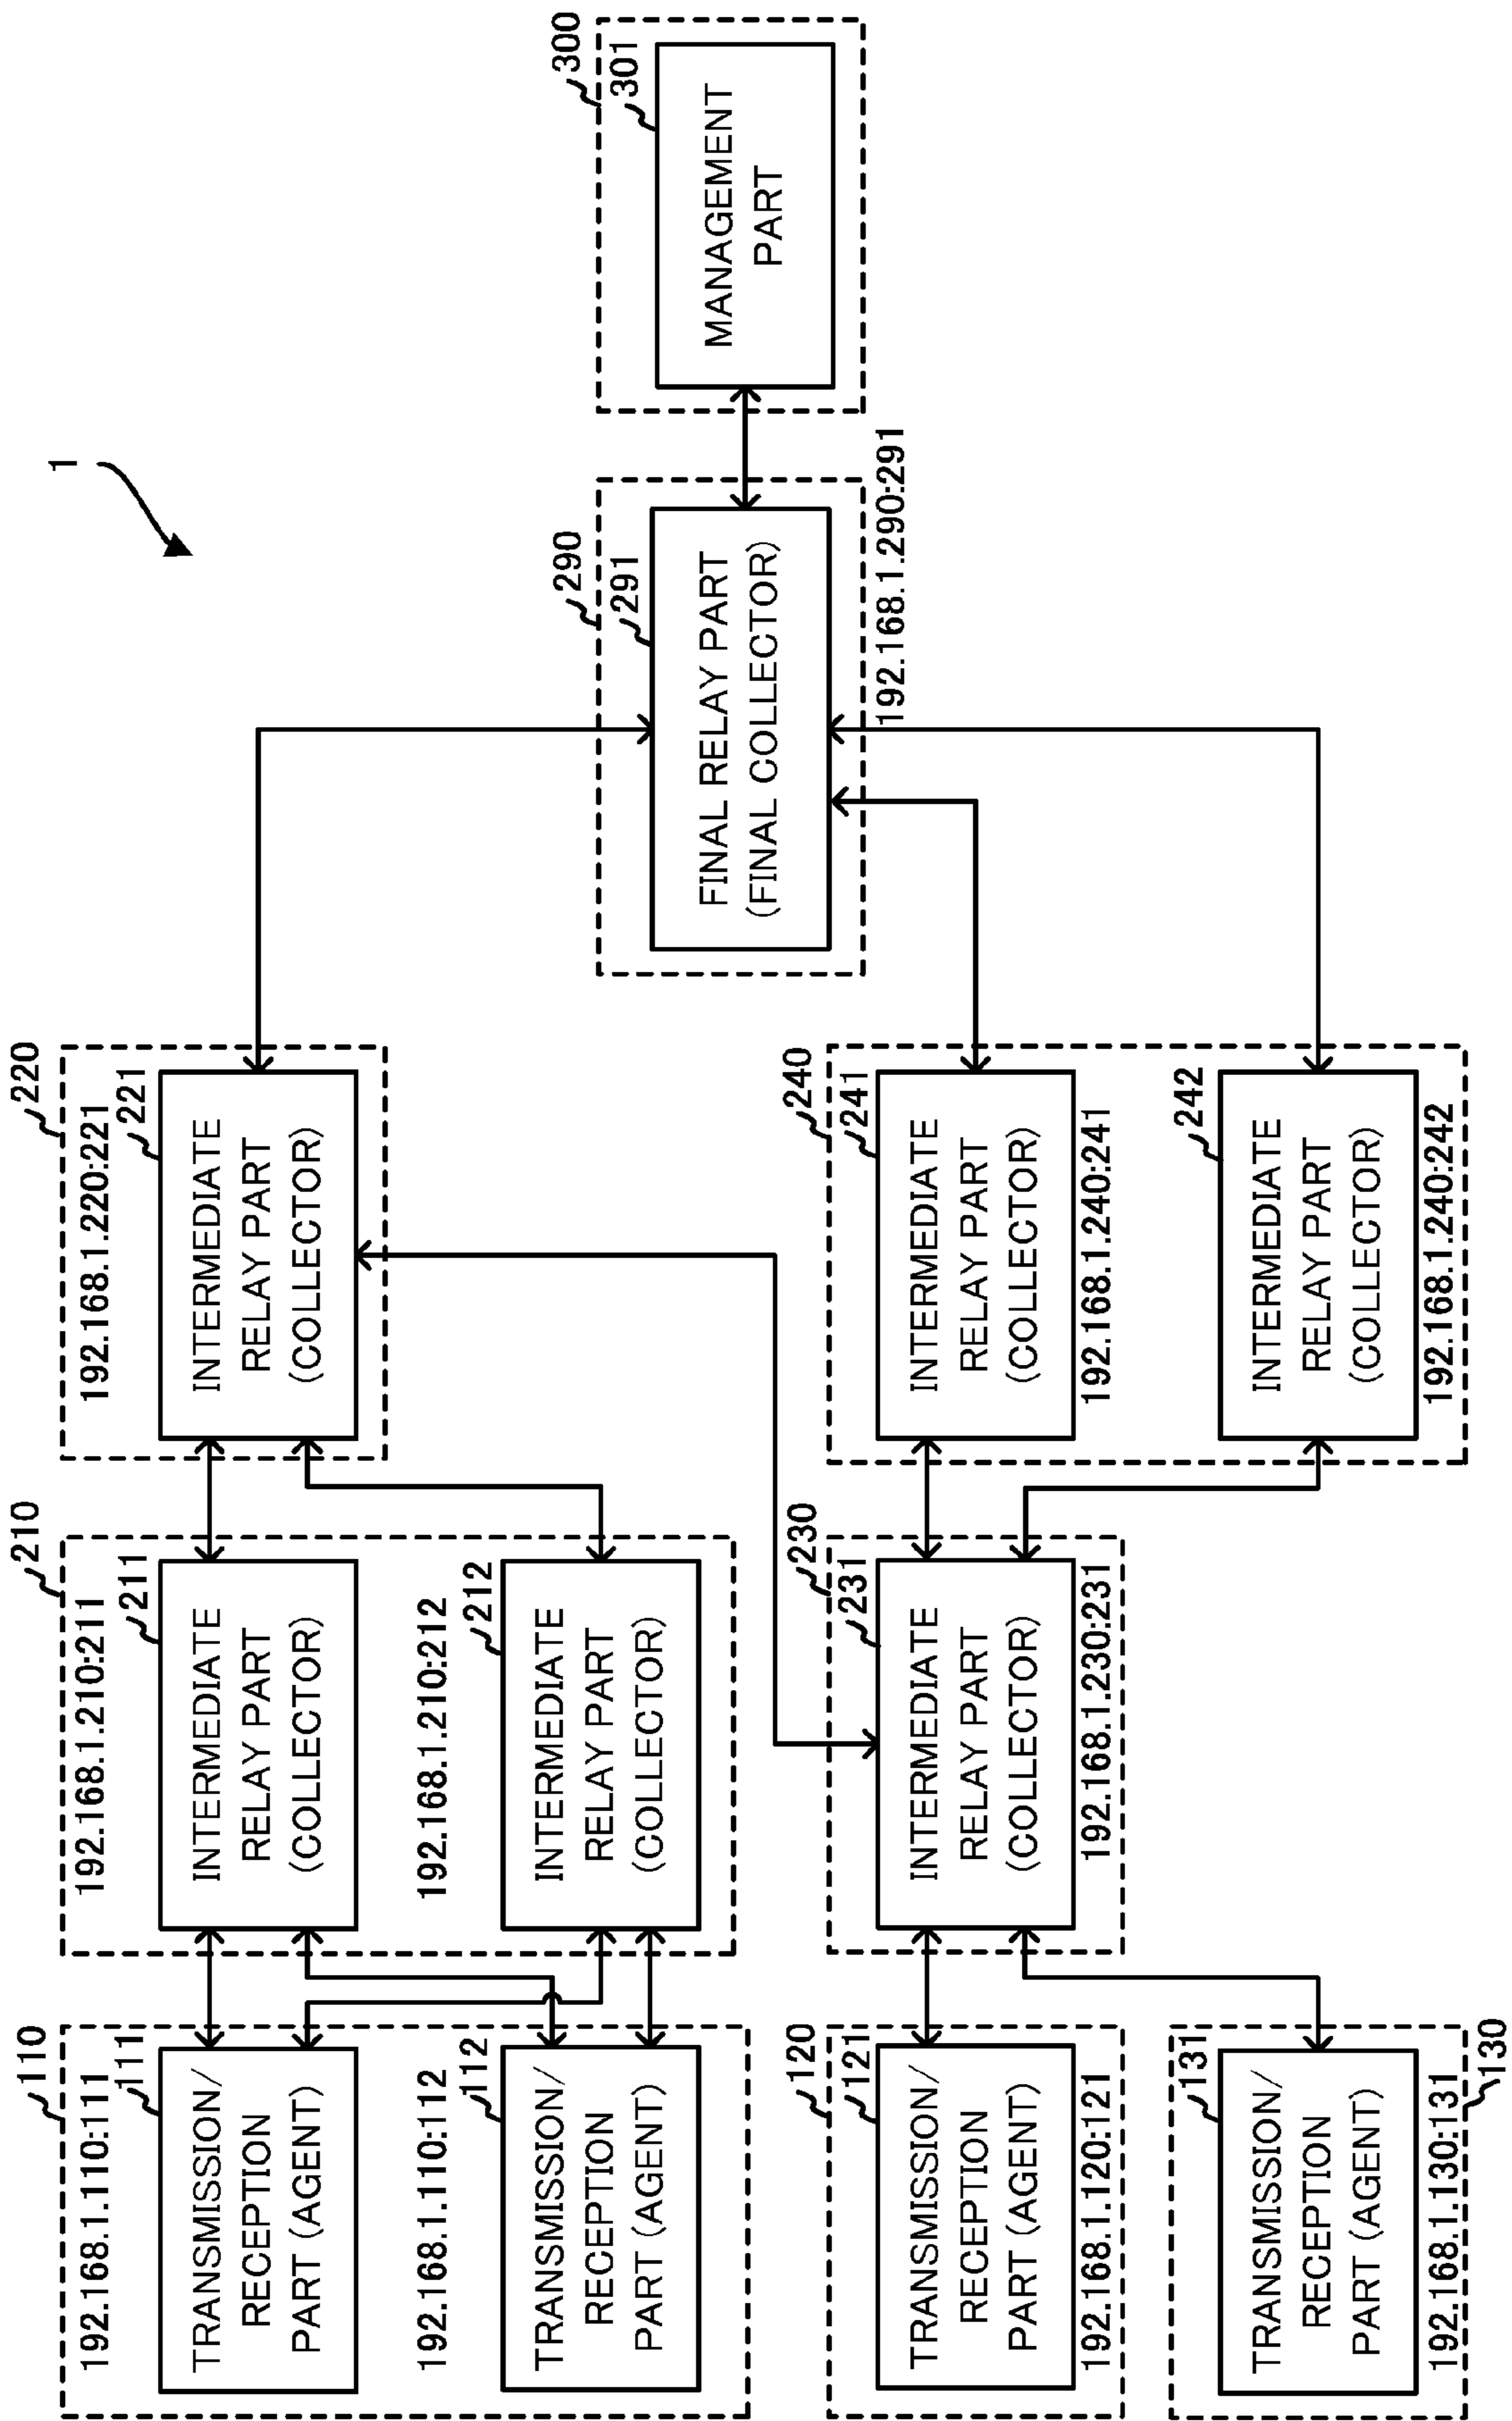 1
110
192.168.1.110:111
111
TRANSMISSION/
RECEPTION
PART (AGENT)
192.168.1.110:112
112
TRANSMISSION/
RECEPTION
PART (AGENT)
120
121
TRANSMISSION/
RECEPTION
PART (AGENT)
192.168.1.120:121
131
TRANSMISSION/
RECEPTION
PART (AGENT)
192.168.1.130:131
130
210
192.168.1.210:211
211
INTERMEDIATE
RELAY PART
(COLLECTOR)
192.168.1.210:212
212
INTERMEDIATE
RELAY PART
(COLLECTOR)
230
231
INTERMEDIATE
RELAY PART
(COLLECTOR)
192.168.1.230:231
220
192.168.1.220:221
221
INTERMEDIATE
RELAY PART
(COLLECTOR)
240
241
INTERMEDIATE
RELAY PART
(COLLECTOR)
192.168.1.240:241
242
INTERMEDIATE
RELAY PART
(COLLECTOR)
192.168.1.240:242
290
291
FINAL RELAY PART
(FINAL COLLECTOR)
192.168.1.290:291
300
301
MANAGEMENT
PART